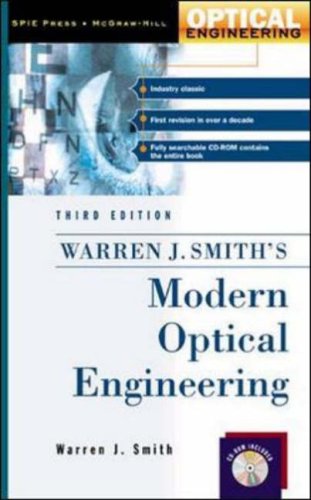 SPIE PRESS • McGRAW-HILL
OPTICAL
ENGINEERING
Industry classic
First revision in over a decade
Fully searchable CD-ROM contains
the entire book
THIRD EDITION
WARREN J. SMITH'S
Modern
Optical
Engineering
Warren J. Smith
CD-ROM INCLUDED